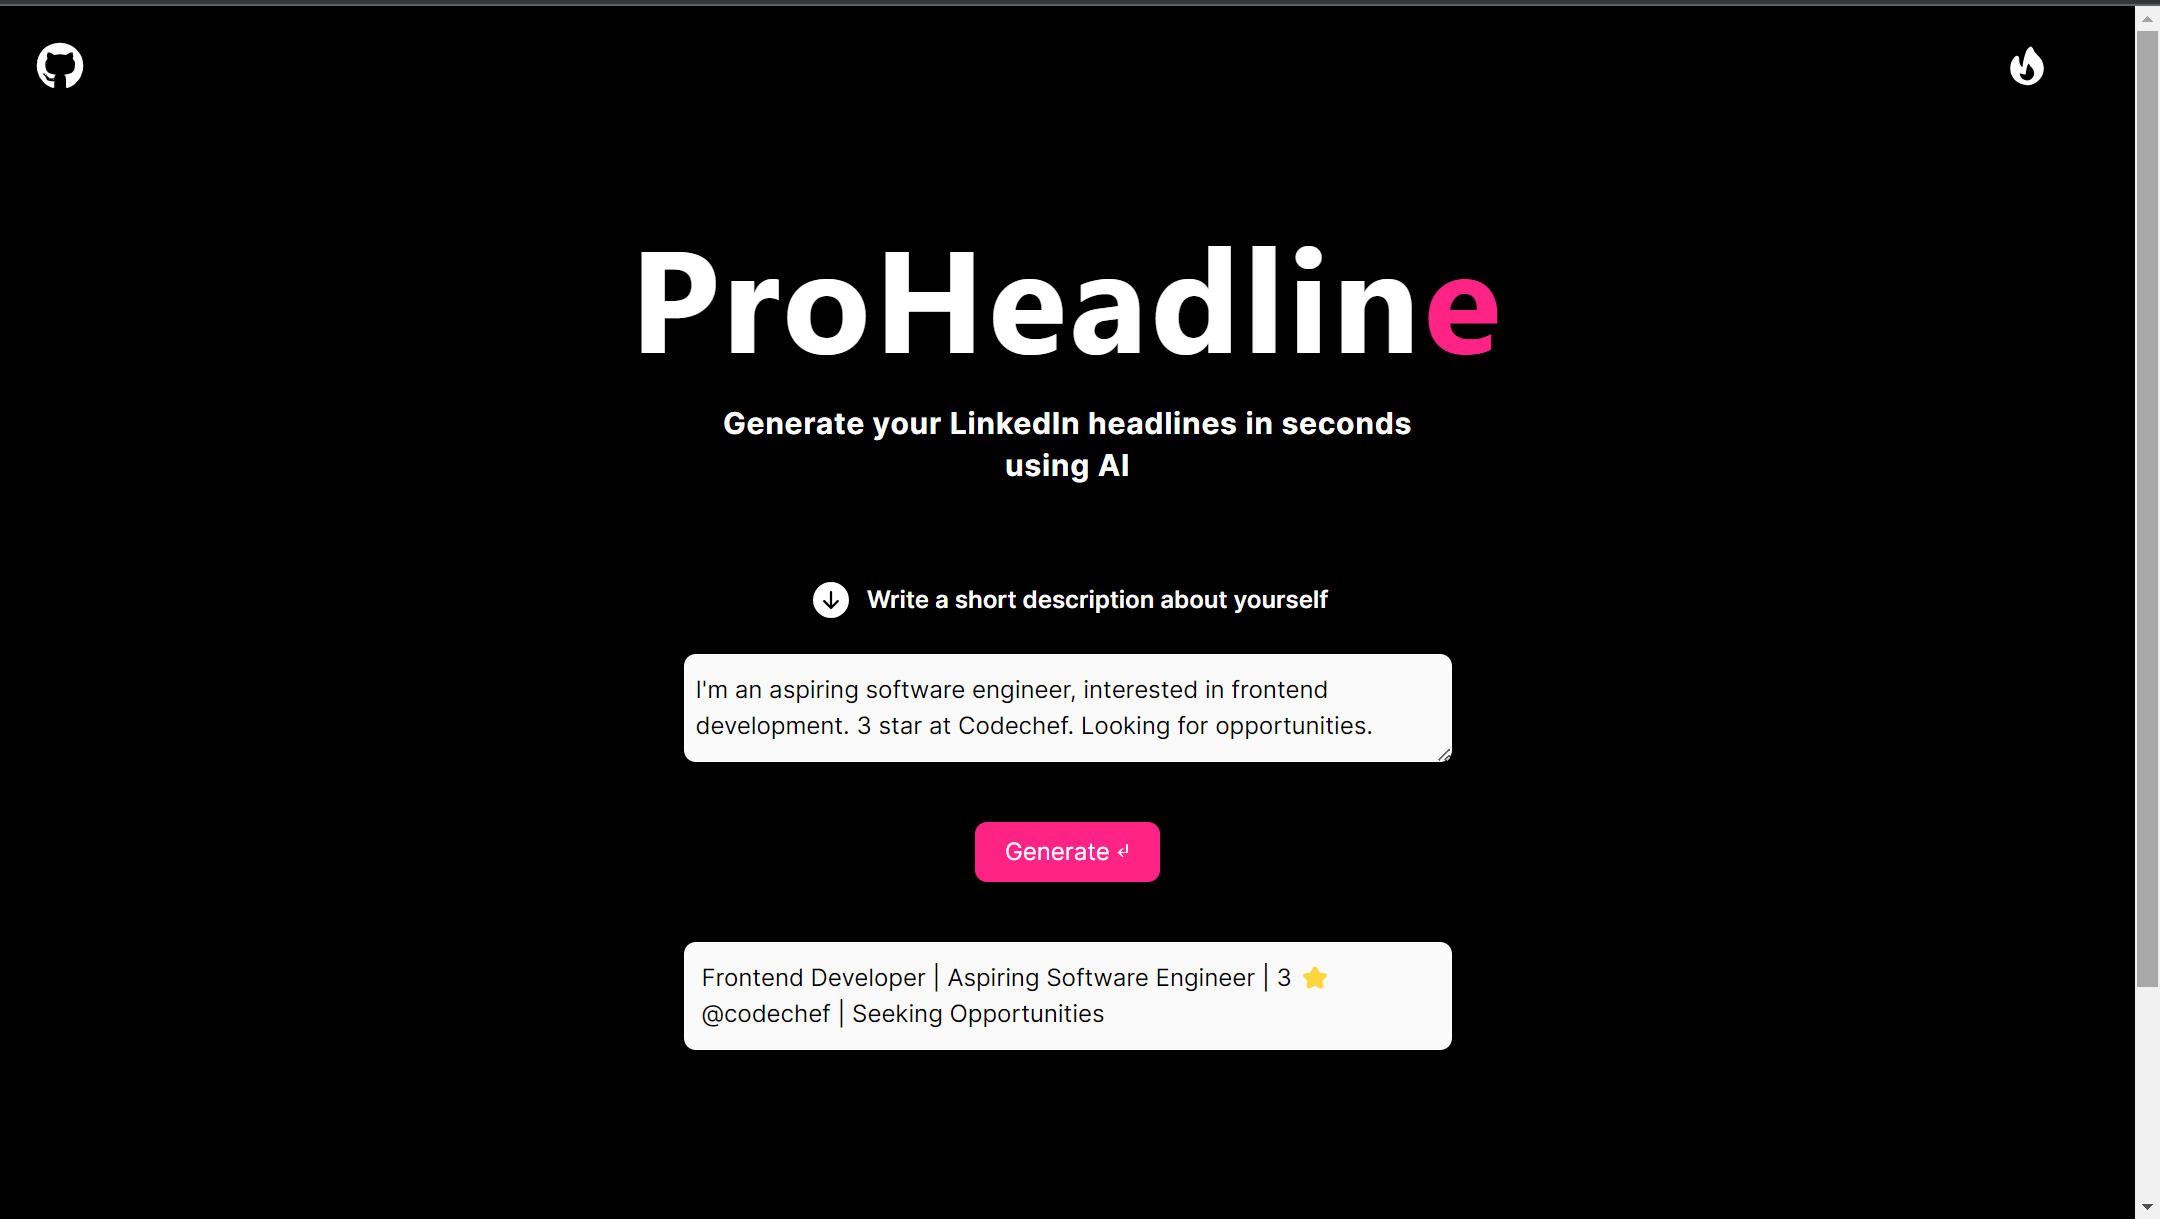 ProHeadline
Generate your LinkedIn headlines in seconds
using AI
Write a short description about yourself
I'm an aspiring software engineer, interested in frontend
development. 3 star at Codechef. Looking for opportunities.
Generate ↵
Frontend Developer | Aspiring Software Engineer | 3 ⭐
@codechef | Seeking Opportunities